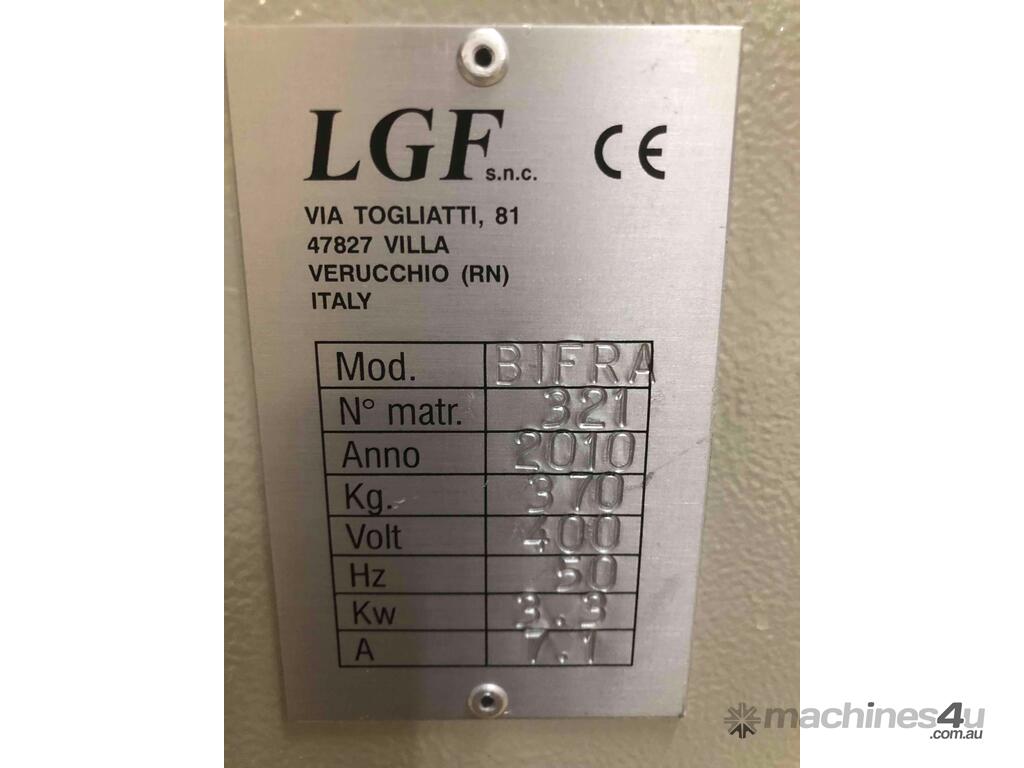 LGF s.n.c. CE
VIA TOGLIATTI, 81
47827 VILLA
VERUCCHIO (RN)
ITALY
Mod. BIFRA
N° matr. 321
Anno 2010
Kg. 370
Volt 400
Hz 50
Kw 3.3
A 7.1
machines4u
.com.au